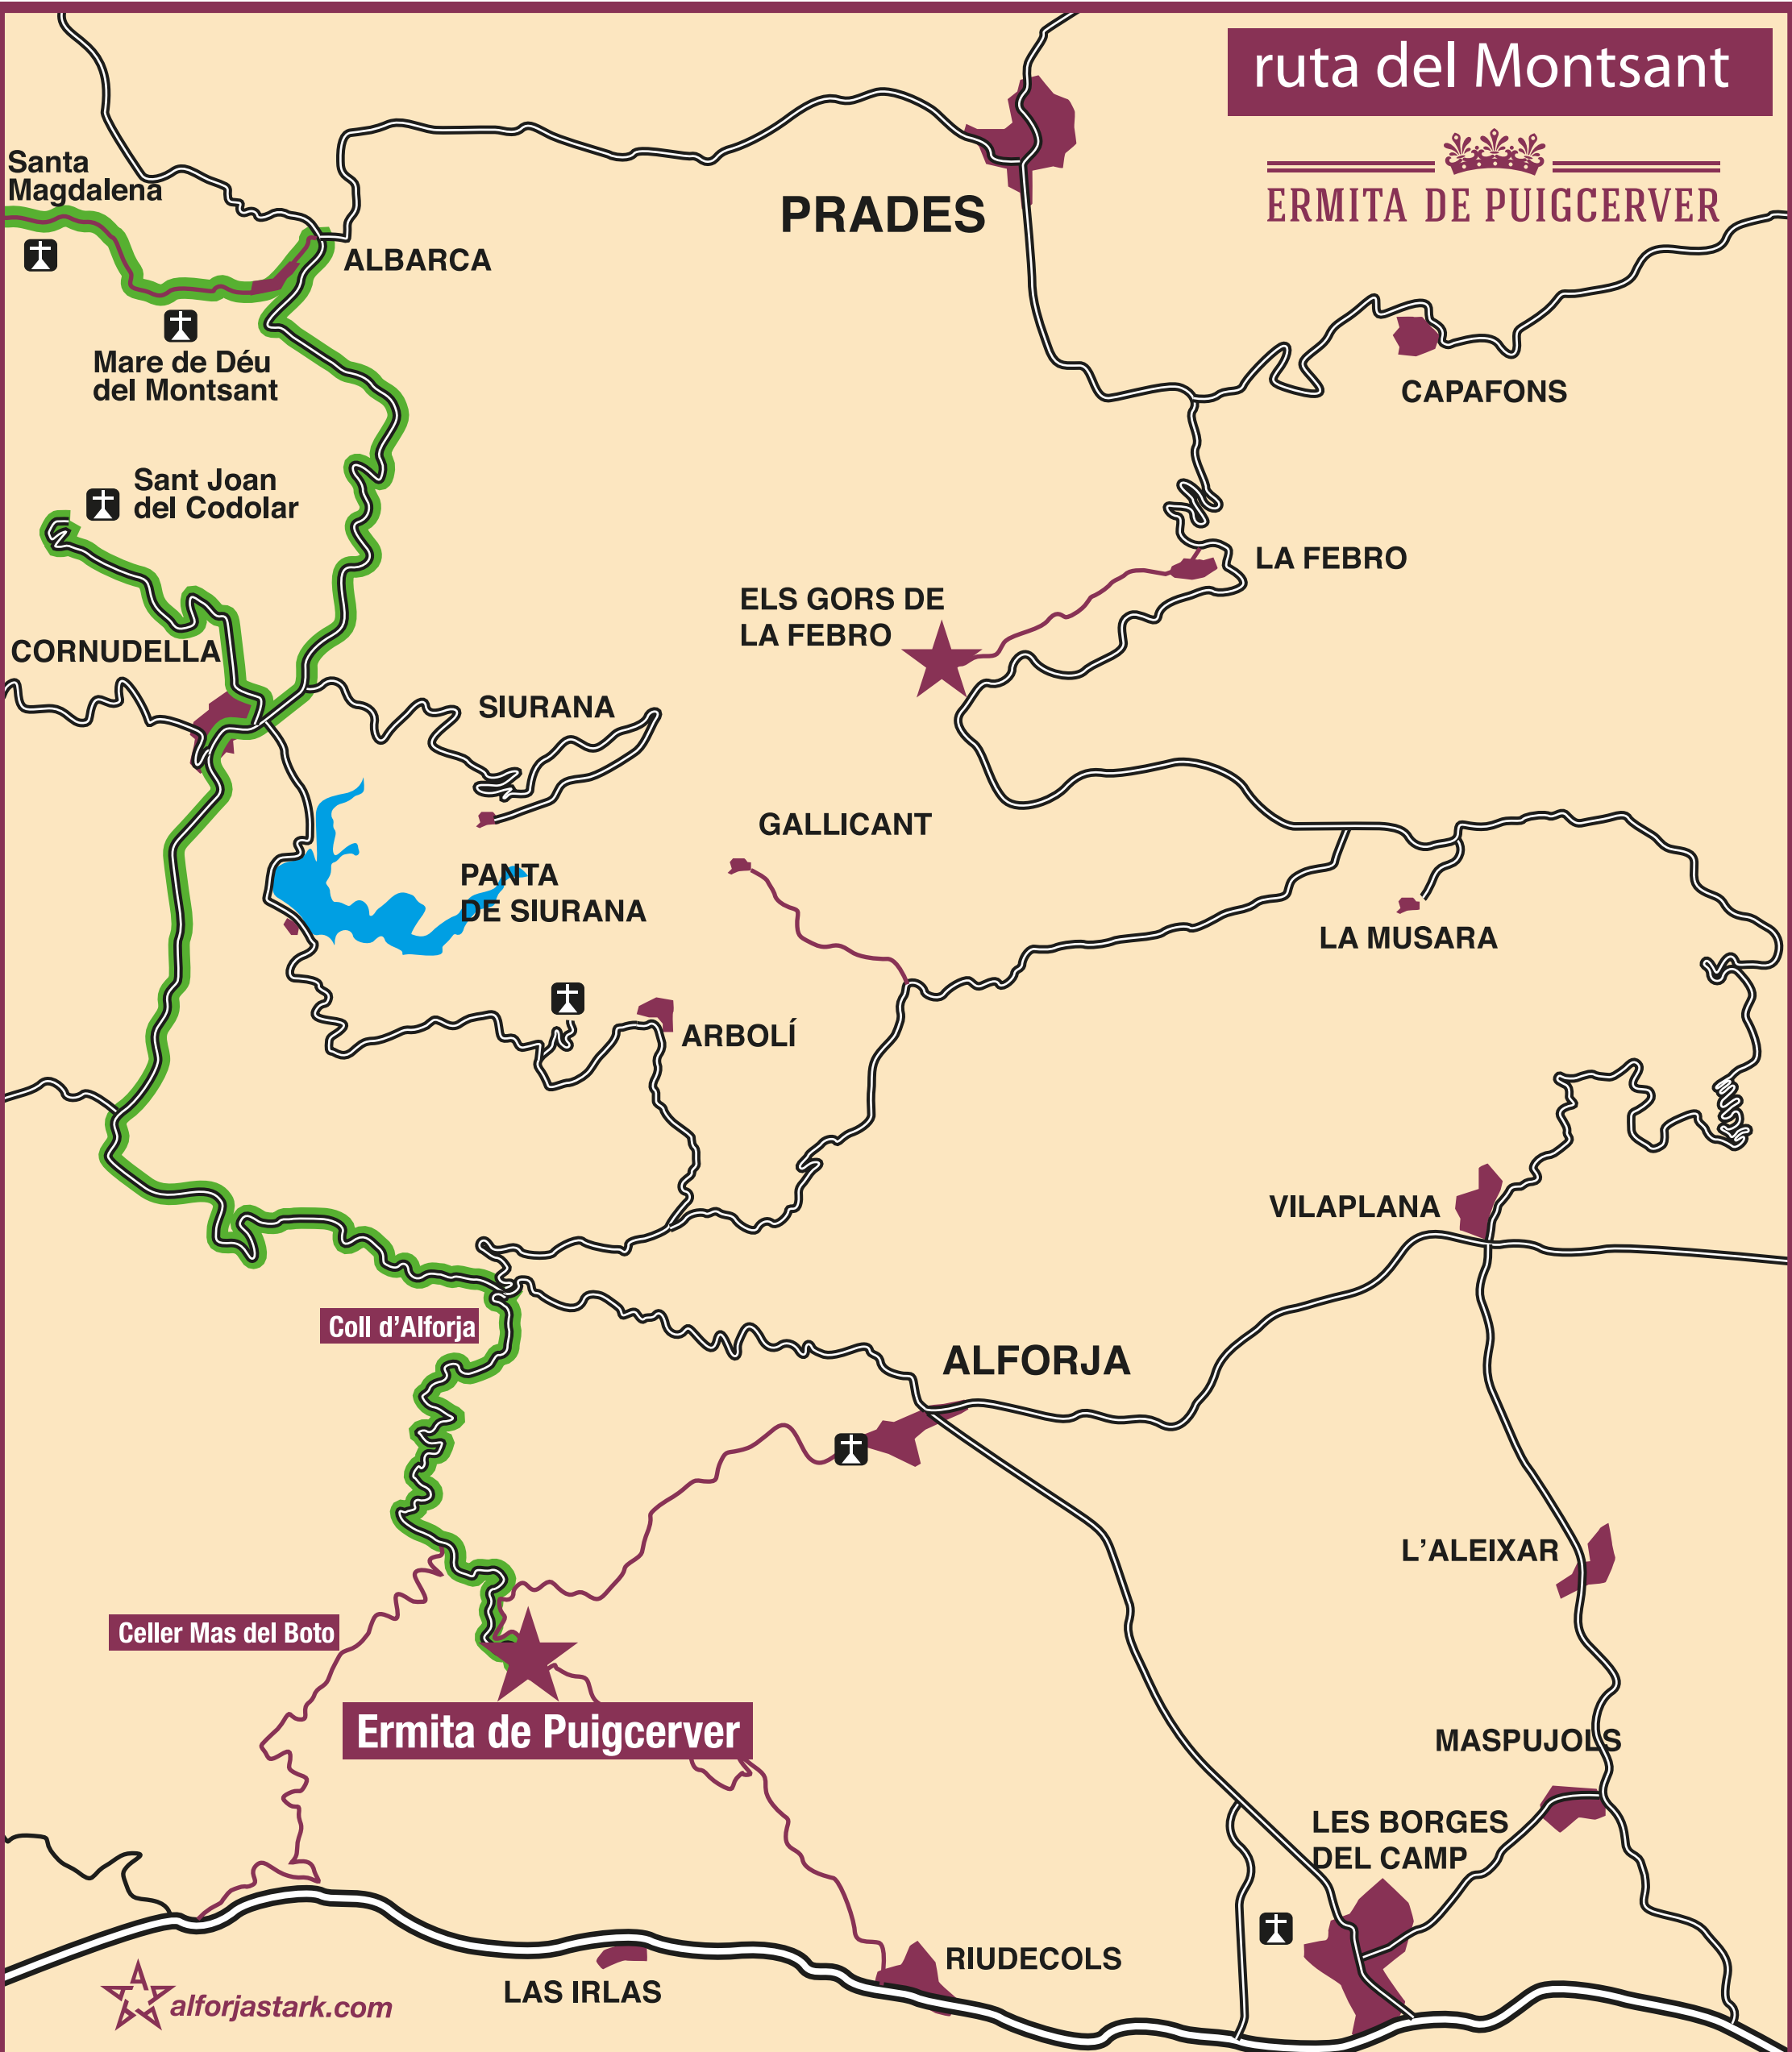 ruta del Montsant
ERMITA DE PUIGCERVER
Santa
Magdalena
ALBARCA
PRADES
Mare de Déu
del Montsant
CAPAFONS
Sant Joan
del Codolar
LA FEBRO
ELS GORS DE
LA FEBRO
CORNUDELLA
SIURANA
GALLICANT
PANTA
DE SIURANA
LA MUSARA
ARBOLÍ
VILAPLANA
Coll d'Alforja
ALFORJA
L'ALEIXAR
Celler Mas del Boto
Ermita de Puigcerver
MASPUJOLS
LES BORGES
DEL CAMP
RIUDECOLS
LAS IRLAS
alforjastark.com